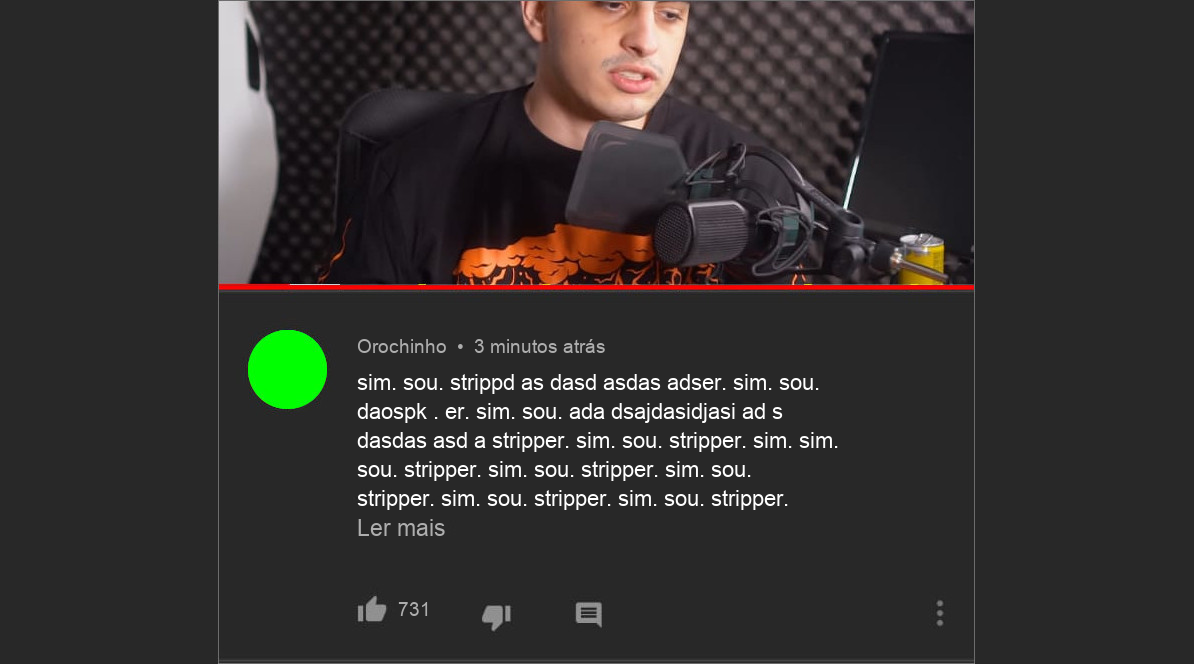 Orochinho • 3 minutos atrás
sim. sou. strippd as dasd asdas adser. sim. sou.
daospk . er. sim. sou. ada dsajdasidjasi ad s
dasdas asd a stripper. sim. sou. stripper. sim. sim.
sou. stripper. sim. sou. stripper. sim. sou.
stripper. sim. sou. stripper. sim. sou. stripper.
Ler mais
731